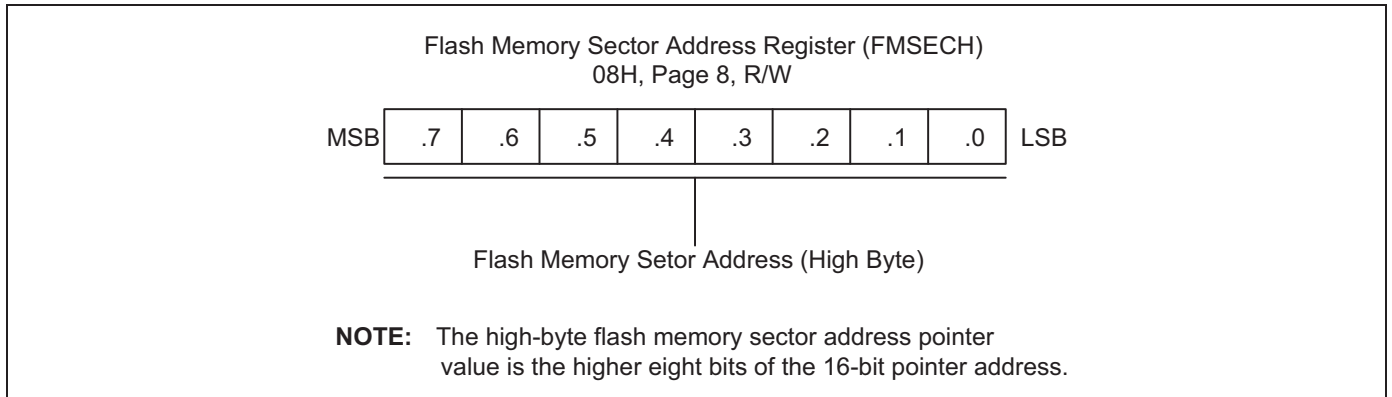 Flash Memory Sector Address Register (FMSECH)
08H, Page 8, R/W
MSB .7 .6 .5 .4 .3 .2 .1 .0 LSB
Flash Memory Setor Address (High Byte)
NOTE: The high-byte flash memory sector address pointer
value is the higher eight bits of the 16-bit pointer address.